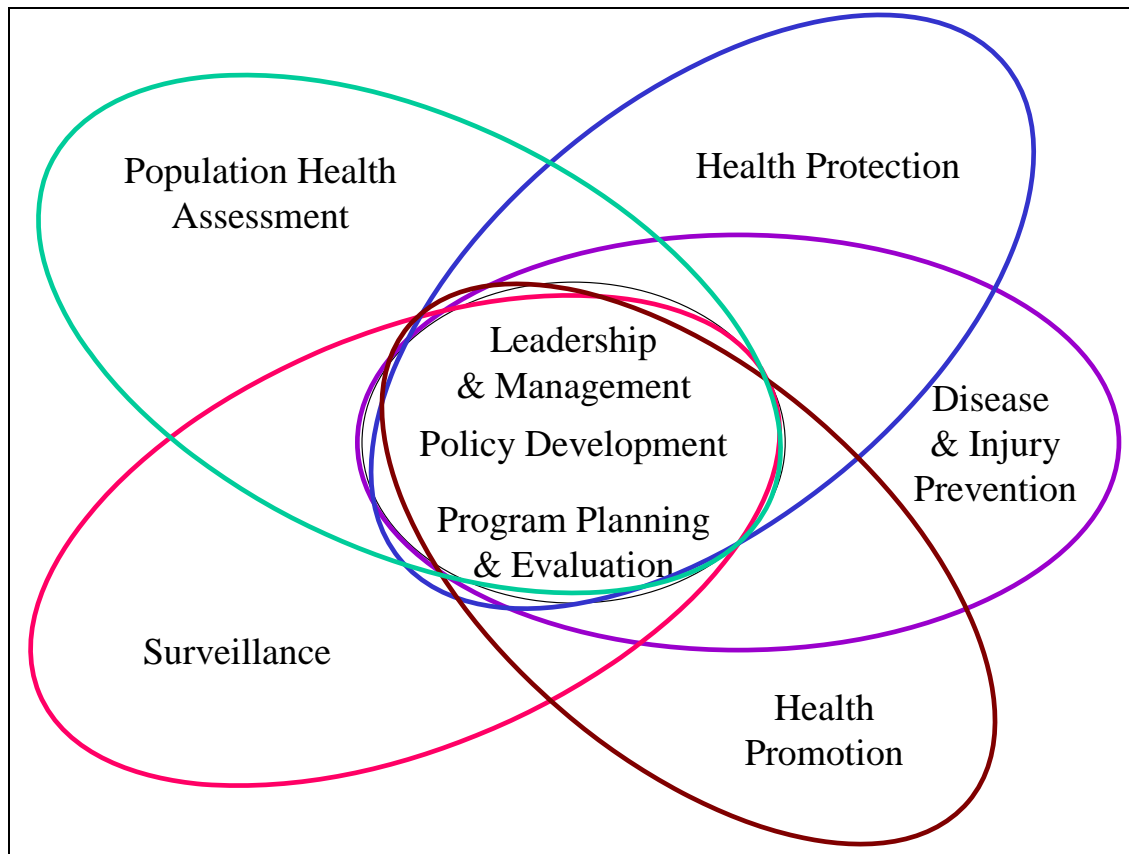 Population Health
Assessment
Health Protection
Leadership
& Management
Policy Development
Program Planning
& Evaluation
Disease
& Injury
Prevention
Surveillance
Health
Promotion